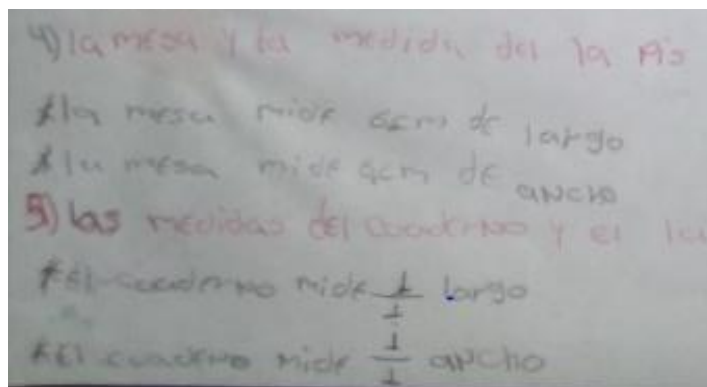 4) la mesa y la medida del la
*la mesa mide 6cm de largo
*la mesa mide 4cm de ancho
5) las medidas del cuaderno y el
*El cuaderno mide 1/1 largo
*El cuaderno mide 1/1 ancho